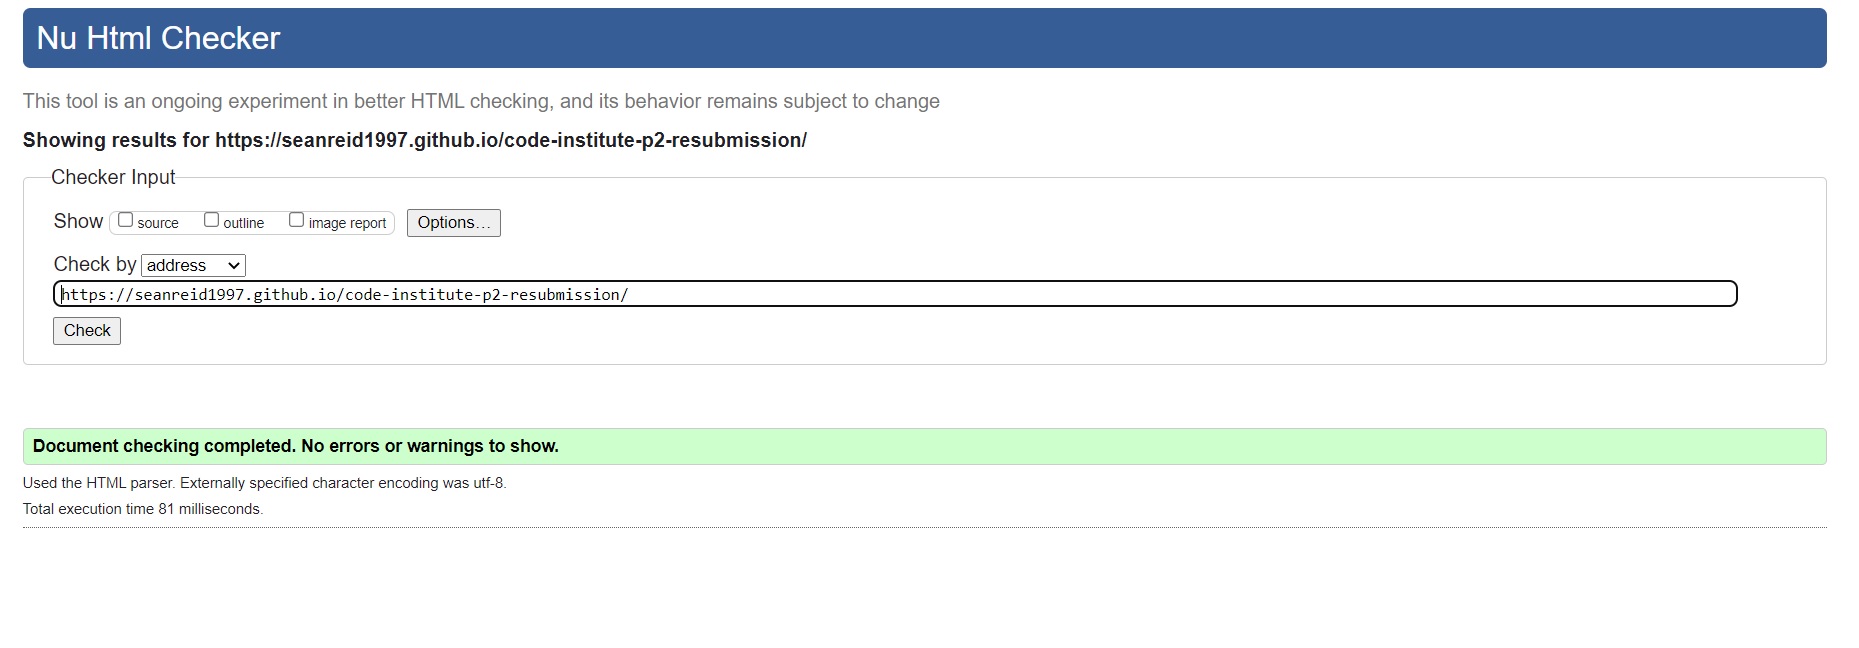 Nu Html Checker
This tool is an ongoing experiment in better HTML checking, and its behavior remains subject to change
Showing results for https://seanreid1997.github.io/code-institute-p2-resubmission/
Checker Input
Show source outline image report Options...
Check by address
https://seanreid1997.github.io/code-institute-p2-resubmission/
Check
Document checking completed. No errors or warnings to show.
Used the HTML parser. Externally specified character encoding was utf-8.
Total execution time 81 milliseconds.